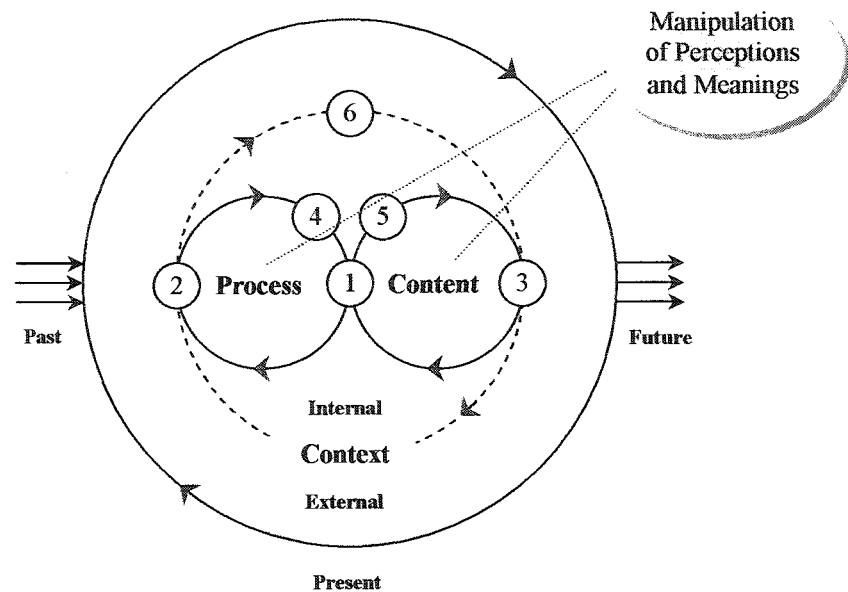 Manipulation
of Perceptions
and Meanings
6
4
5
2
Process
1
Content
3
Past
Future
Internal
Context
External
Present